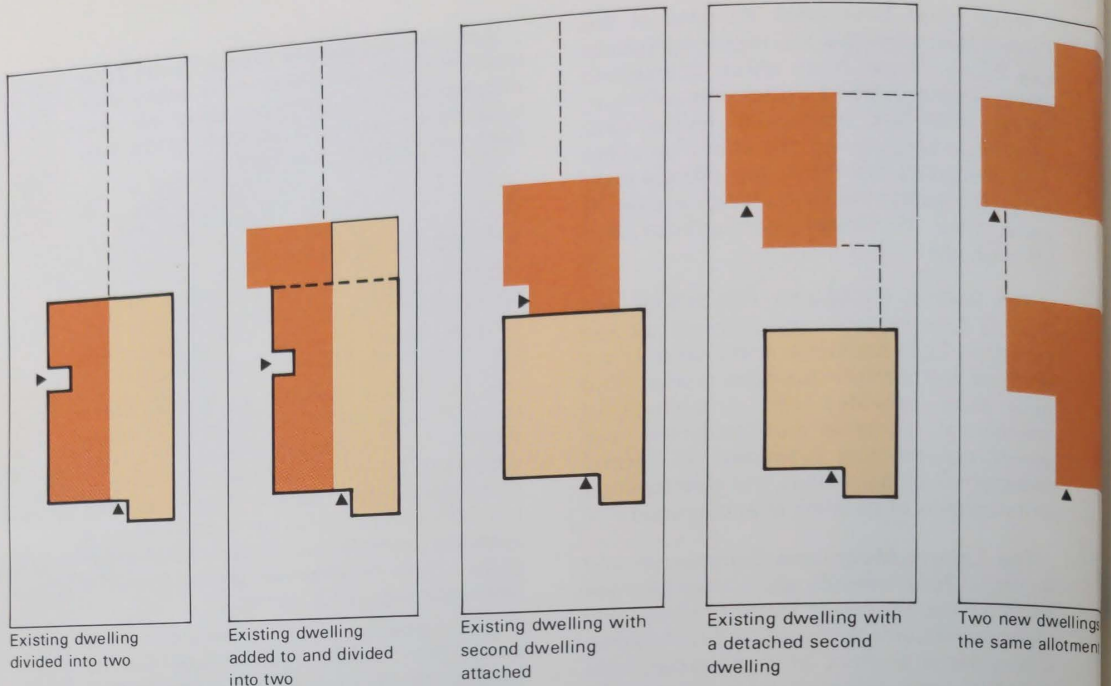 Existing dwelling
divided into two
Existing dwelling
added to and divided
into two
Existing dwelling with
second dwelling
attached
Existing dwelling with
a detached second
dwelling
Two new dwellings
the same allotment